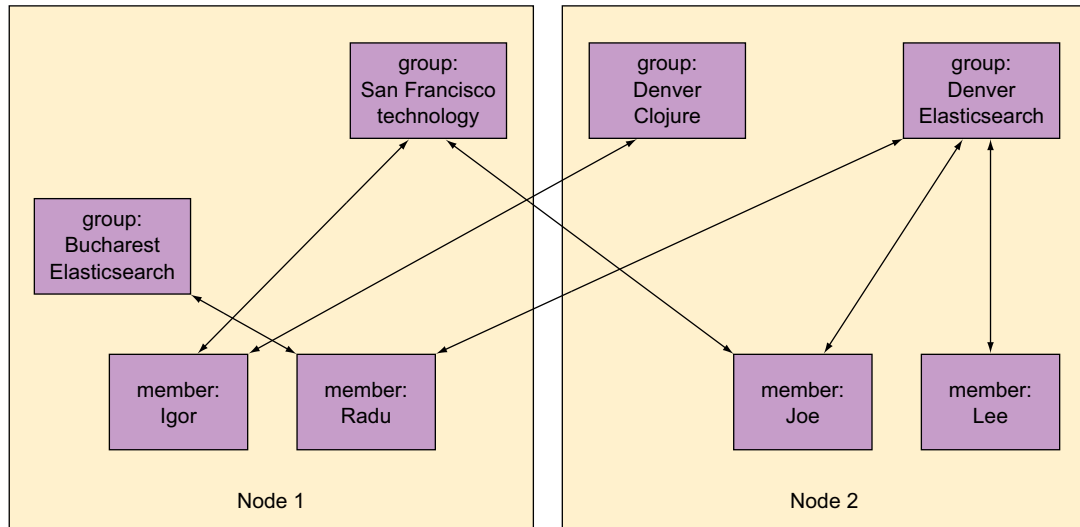 group:
San Francisco
technology
group:
Denver
Clojure
group:
Denver
Elasticsearch
group:
Bucharest
Elasticsearch
member:
Igor
member:
Radu
member:
Joe
member:
Lee
Node 1
Node 2